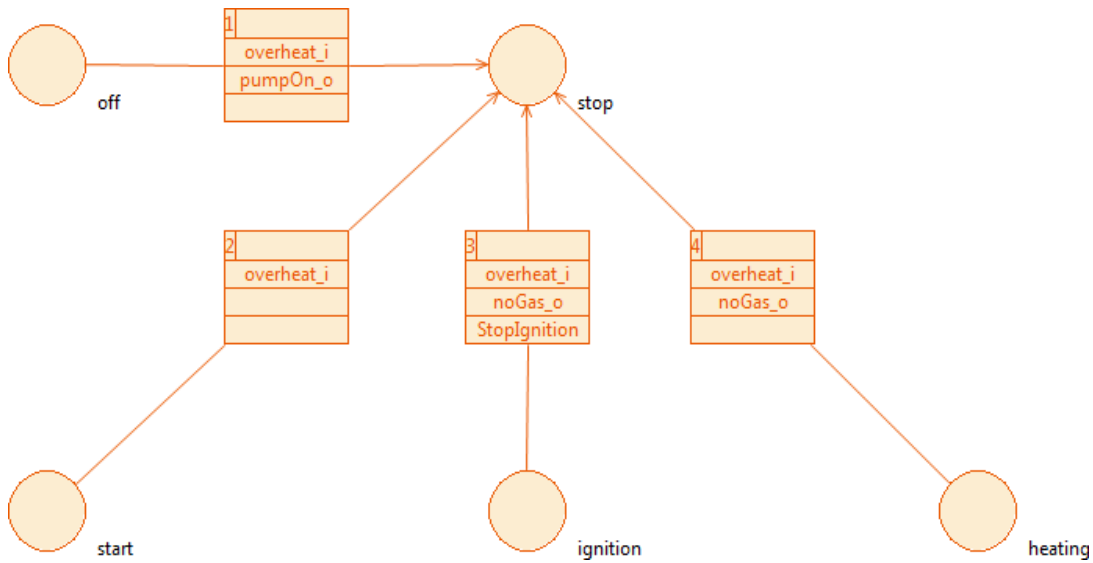 1
overheat_i
pumpOn_o
off
stop
2
overheat_i
3
overheat_i
noGas_o
StopIgnition
4
overheat_i
noGas_o
start
ignition
heating